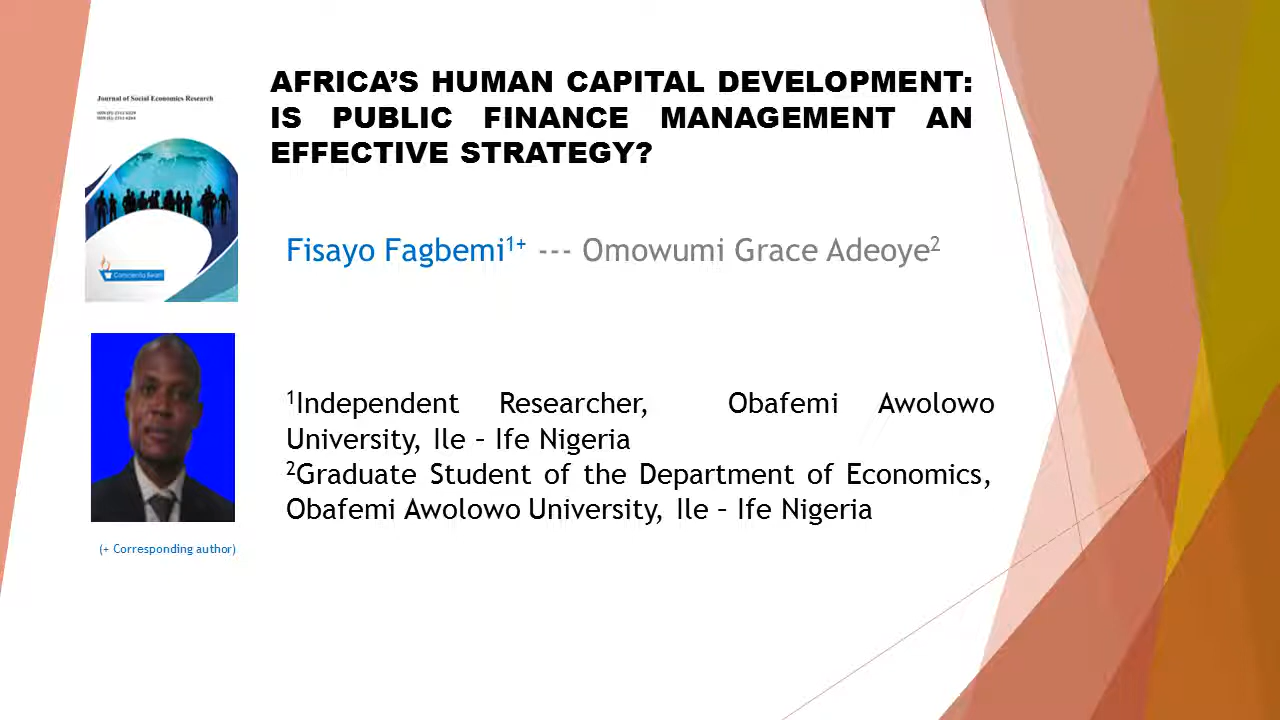 Journal of Social Economics Research
AFRICA’S HUMAN CAPITAL DEVELOPMENT:
IS PUBLIC FINANCE MANAGEMENT AN
EFFECTIVE STRATEGY?
Fisayo Fagbemi1+ --- Omowumi Grace Adeoye2
1Independent Researcher, Obafemi Awolowo
University, Ile – Ife Nigeria
2Graduate Student of the Department of Economics,
Obafemi Awolowo University, Ile – Ife Nigeria
(+ Corresponding author)